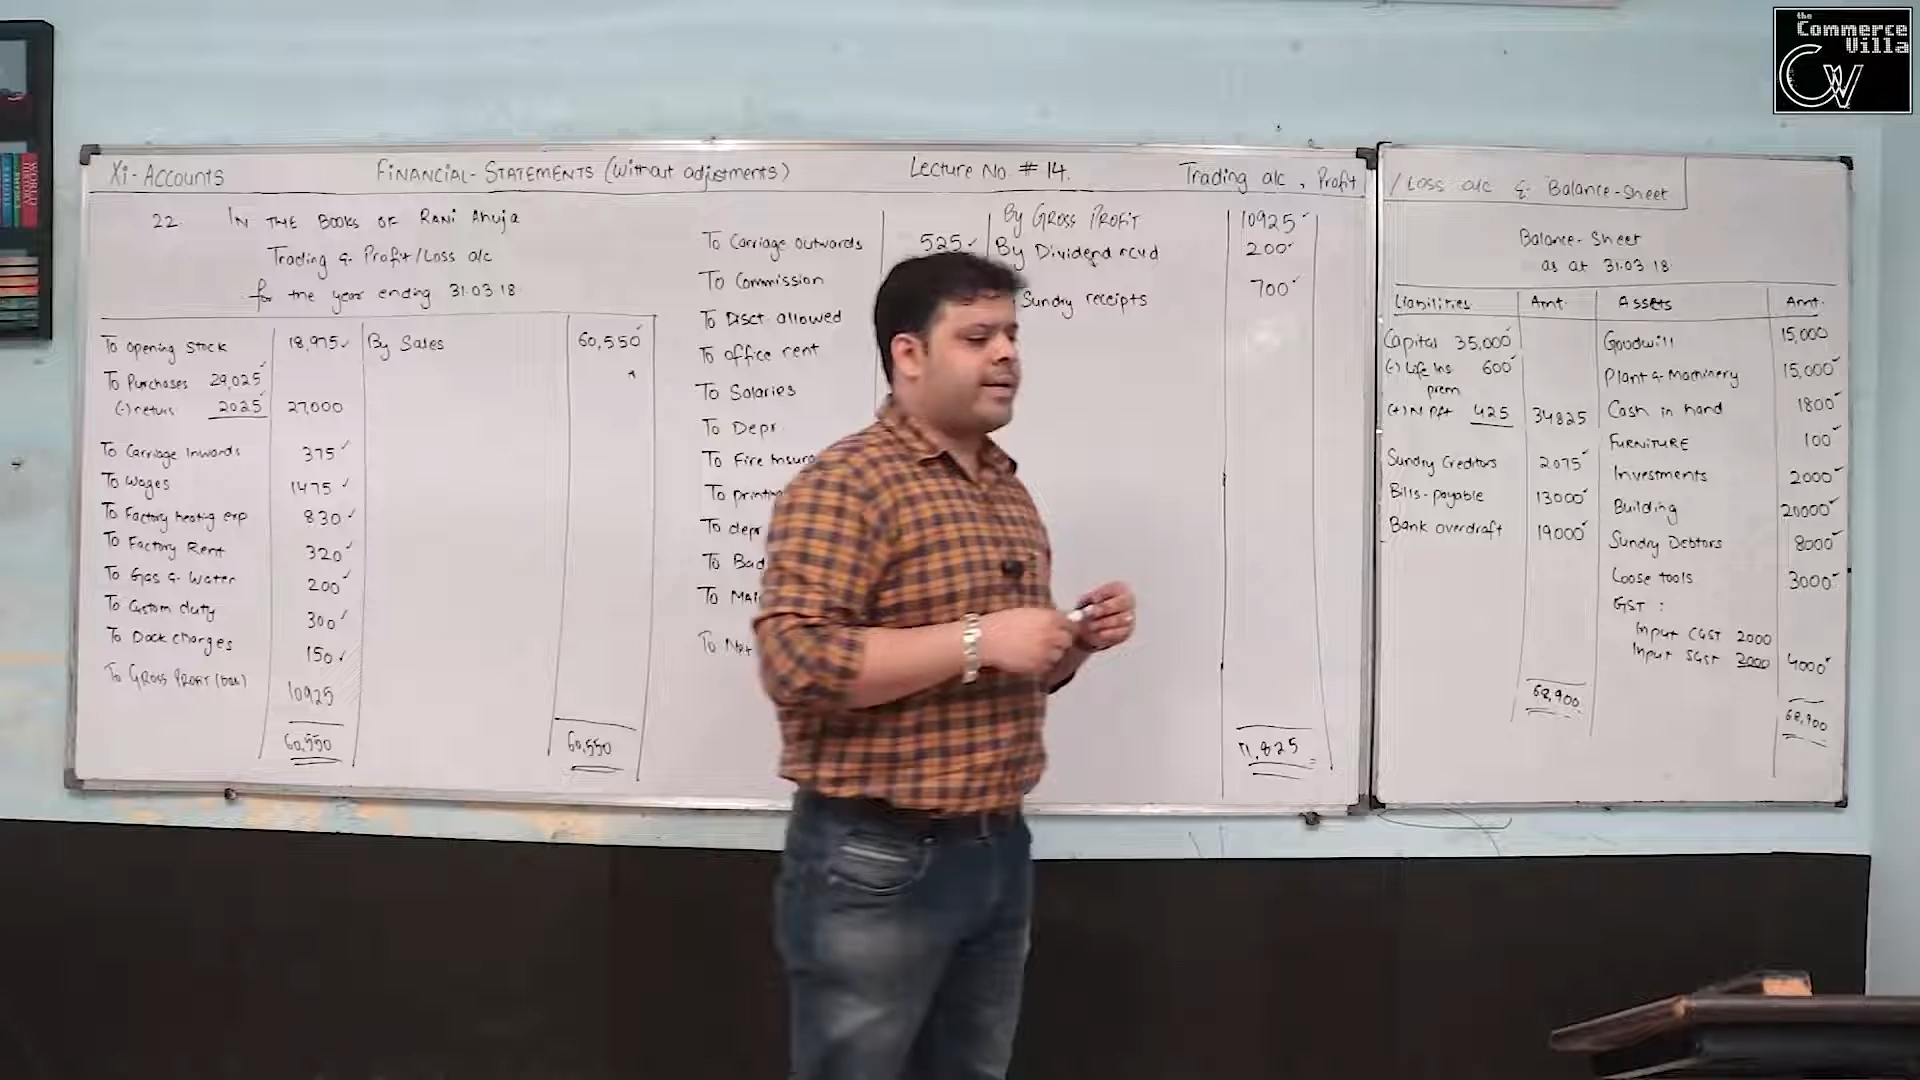 the
Commerce
Villa
CV
XI-Accounts FINANCIAL-STATEMENTS (without adjustments) Lecture No. # 14. Trading a/c, Profit / Loss a/c & Balance-Sheet
22. IN THE BOOKS OF RANI AHUJA
Trading & Profit/Loss a/c
for the year ending 31.03.18
To opening stock 18,975 By Sales 60,550
To Purchases 29,025
(-) return 2025 27,000
To Carriage Inwards 375
To Wages 1475
To Factory heating exp 830
To Factory Rent 320
To Gas & Water 200
To Custom duty 300
To Dock charges 150
To GROSS PROFIT (bal) 10925
60,550 60,550
By GROSS PROFIT 10925
To Carriage outwards 525 By Dividend rcvd 200
To Commission Sundry receipts 700
To Disct. allowed
To office rent
To Salaries
To Depr.
To Fire Insura
To printin
To depr
To Bad
To
To Net
11,825
Balance-Sheet
as at 31.03.18
Liabilities Amt. Assets Amt.
Capital 35,000 Goodwill 15,000
(-) Life Ins. prem 600 Plant & Machinery 15,000
(+) N Pft 425 34825 Cash in hand 1800
FURNITURE 100
Sundry Creditors 2075 Investments 2000
Bills-payable 13000 Building 20000
Bank overdraft 19000 Sundry Debtors 8000
Loose tools 3000
GST :
Input CGST 2000
Input SGST 2000 4000
68,900 68,900
WORLD HISTORY